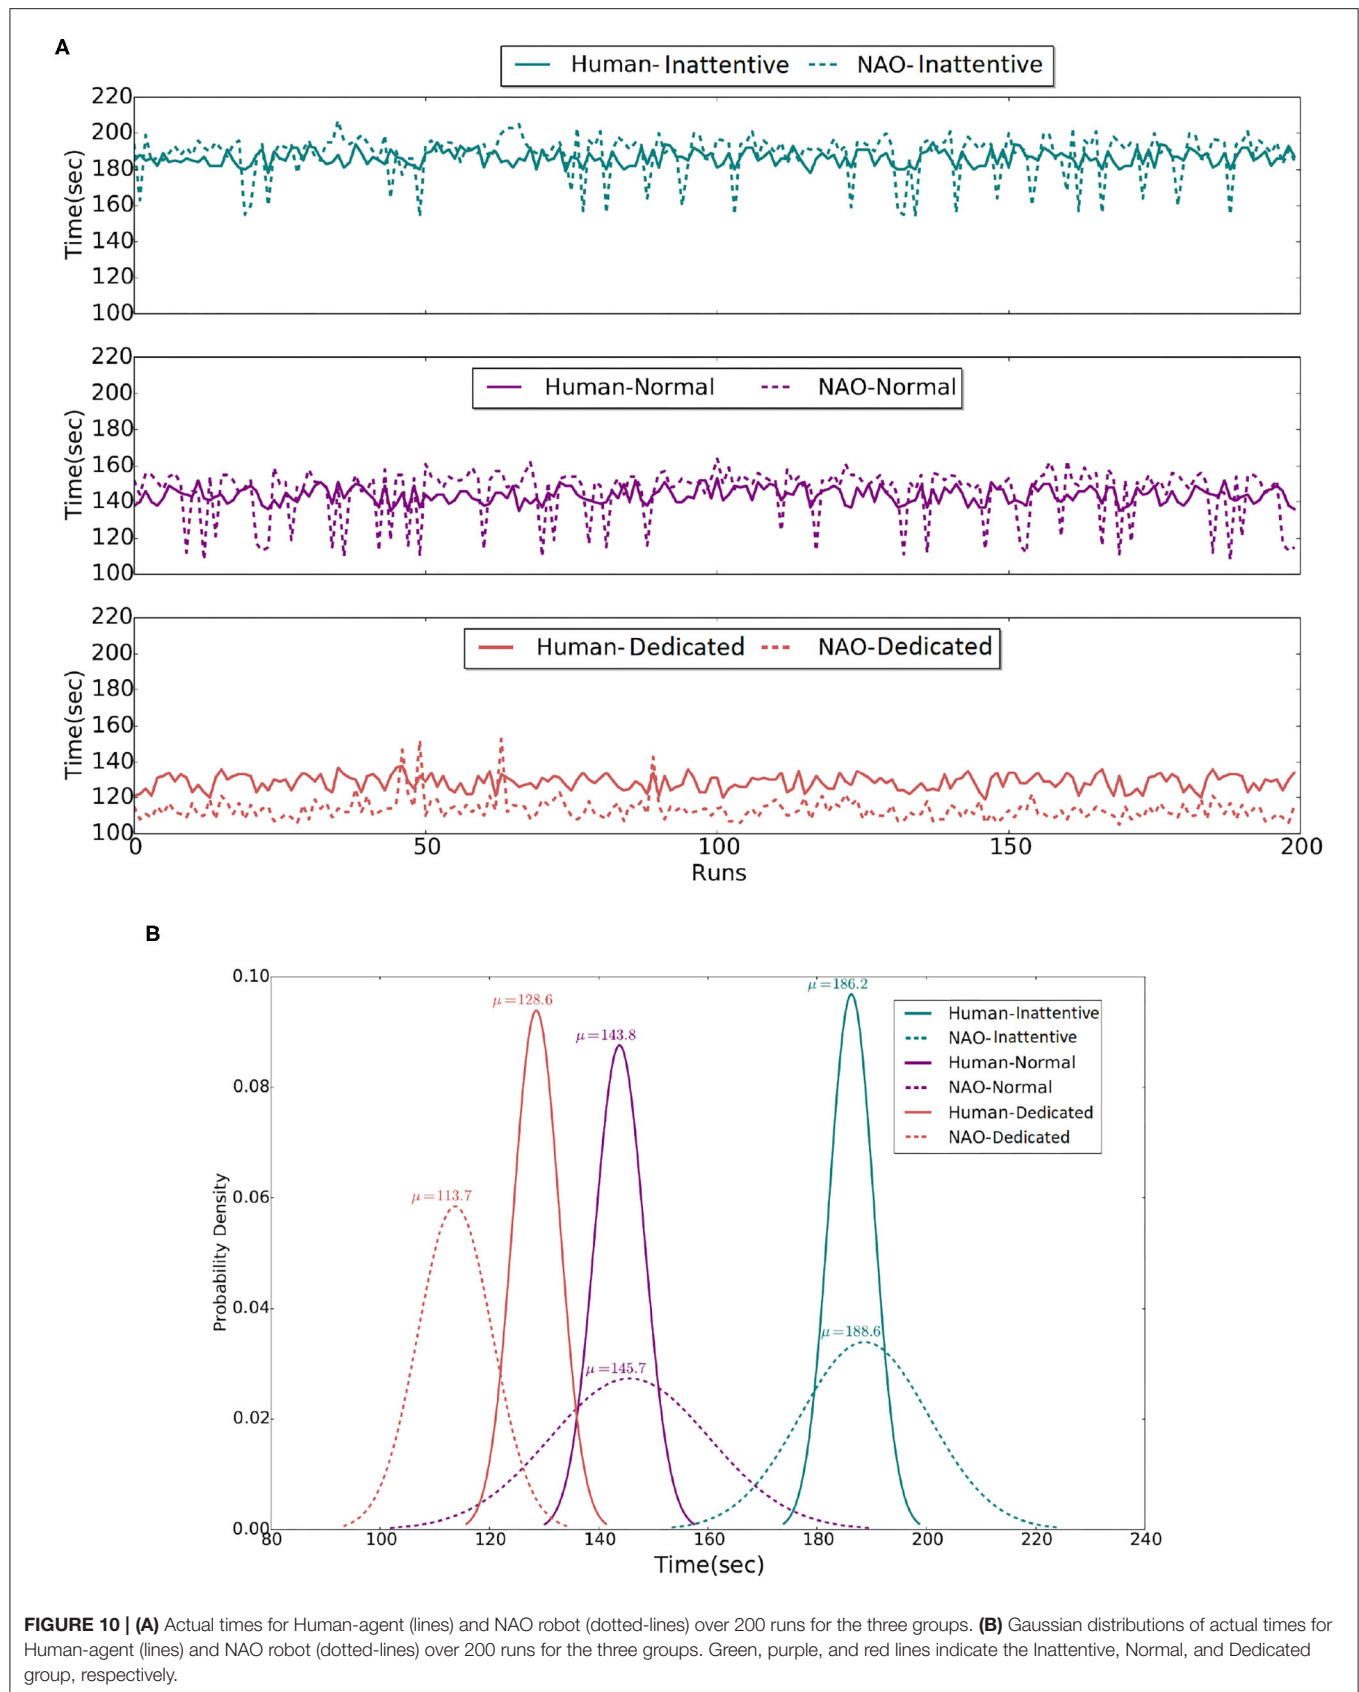 A
Human-Inattentive NAO-Inattentive
220
200
180
160
140
120
100
Time(sec)
Human-Normal NAO-Normal
220
200
180
160
140
120
100
Time(sec)
Human-Dedicated NAO-Dedicated
220
200
180
160
140
120
100
Time(sec)
0 50 100 150 200
Runs
B
0.10
0.08
0.06
0.04
0.02
0.00
Probability Density
μ=128.6
μ=143.8
μ=186.2
μ=113.7
μ=145.7
μ=188.6
Human-Inattentive
NAO-Inattentive
Human-Normal
NAO-Normal
Human-Dedicated
NAO-Dedicated
80 100 120 140 160 180 200 220 240
Time(sec)
FIGURE 10 | (A) Actual times for Human-agent (lines) and NAO robot (dotted-lines) over 200 runs for the three groups. (B) Gaussian distributions of actual times for
Human-agent (lines) and NAO robot (dotted-lines) over 200 runs for the three groups. Green, purple, and red lines indicate the Inattentive, Normal, and Dedicated
group, respectively.